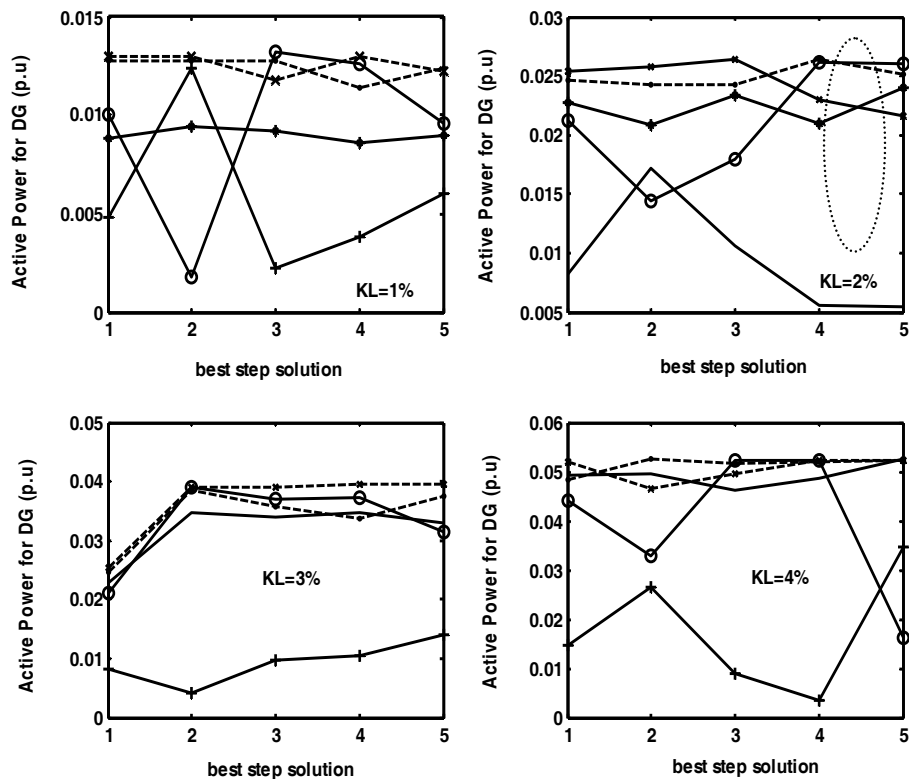 0.015
0.010
0.005
0
Active Power for DG (p.u)
KL=1%
1 2 3 4 5
best step solution
0.03
0.025
0.02
0.015
0.01
0.005
Active Power for DG (p.u)
KL=2%
1 2 3 4 5
best step solution
0.05
0.04
0.03
0.02
0.01
0
Active Power for DG (p.u)
KL=3%
1 2 3 4 5
best step solution
0.06
0.05
0.04
0.03
0.02
0.01
0
Active Power for DG (p.u)
KL=4%
1 2 3 4 5
best step solution